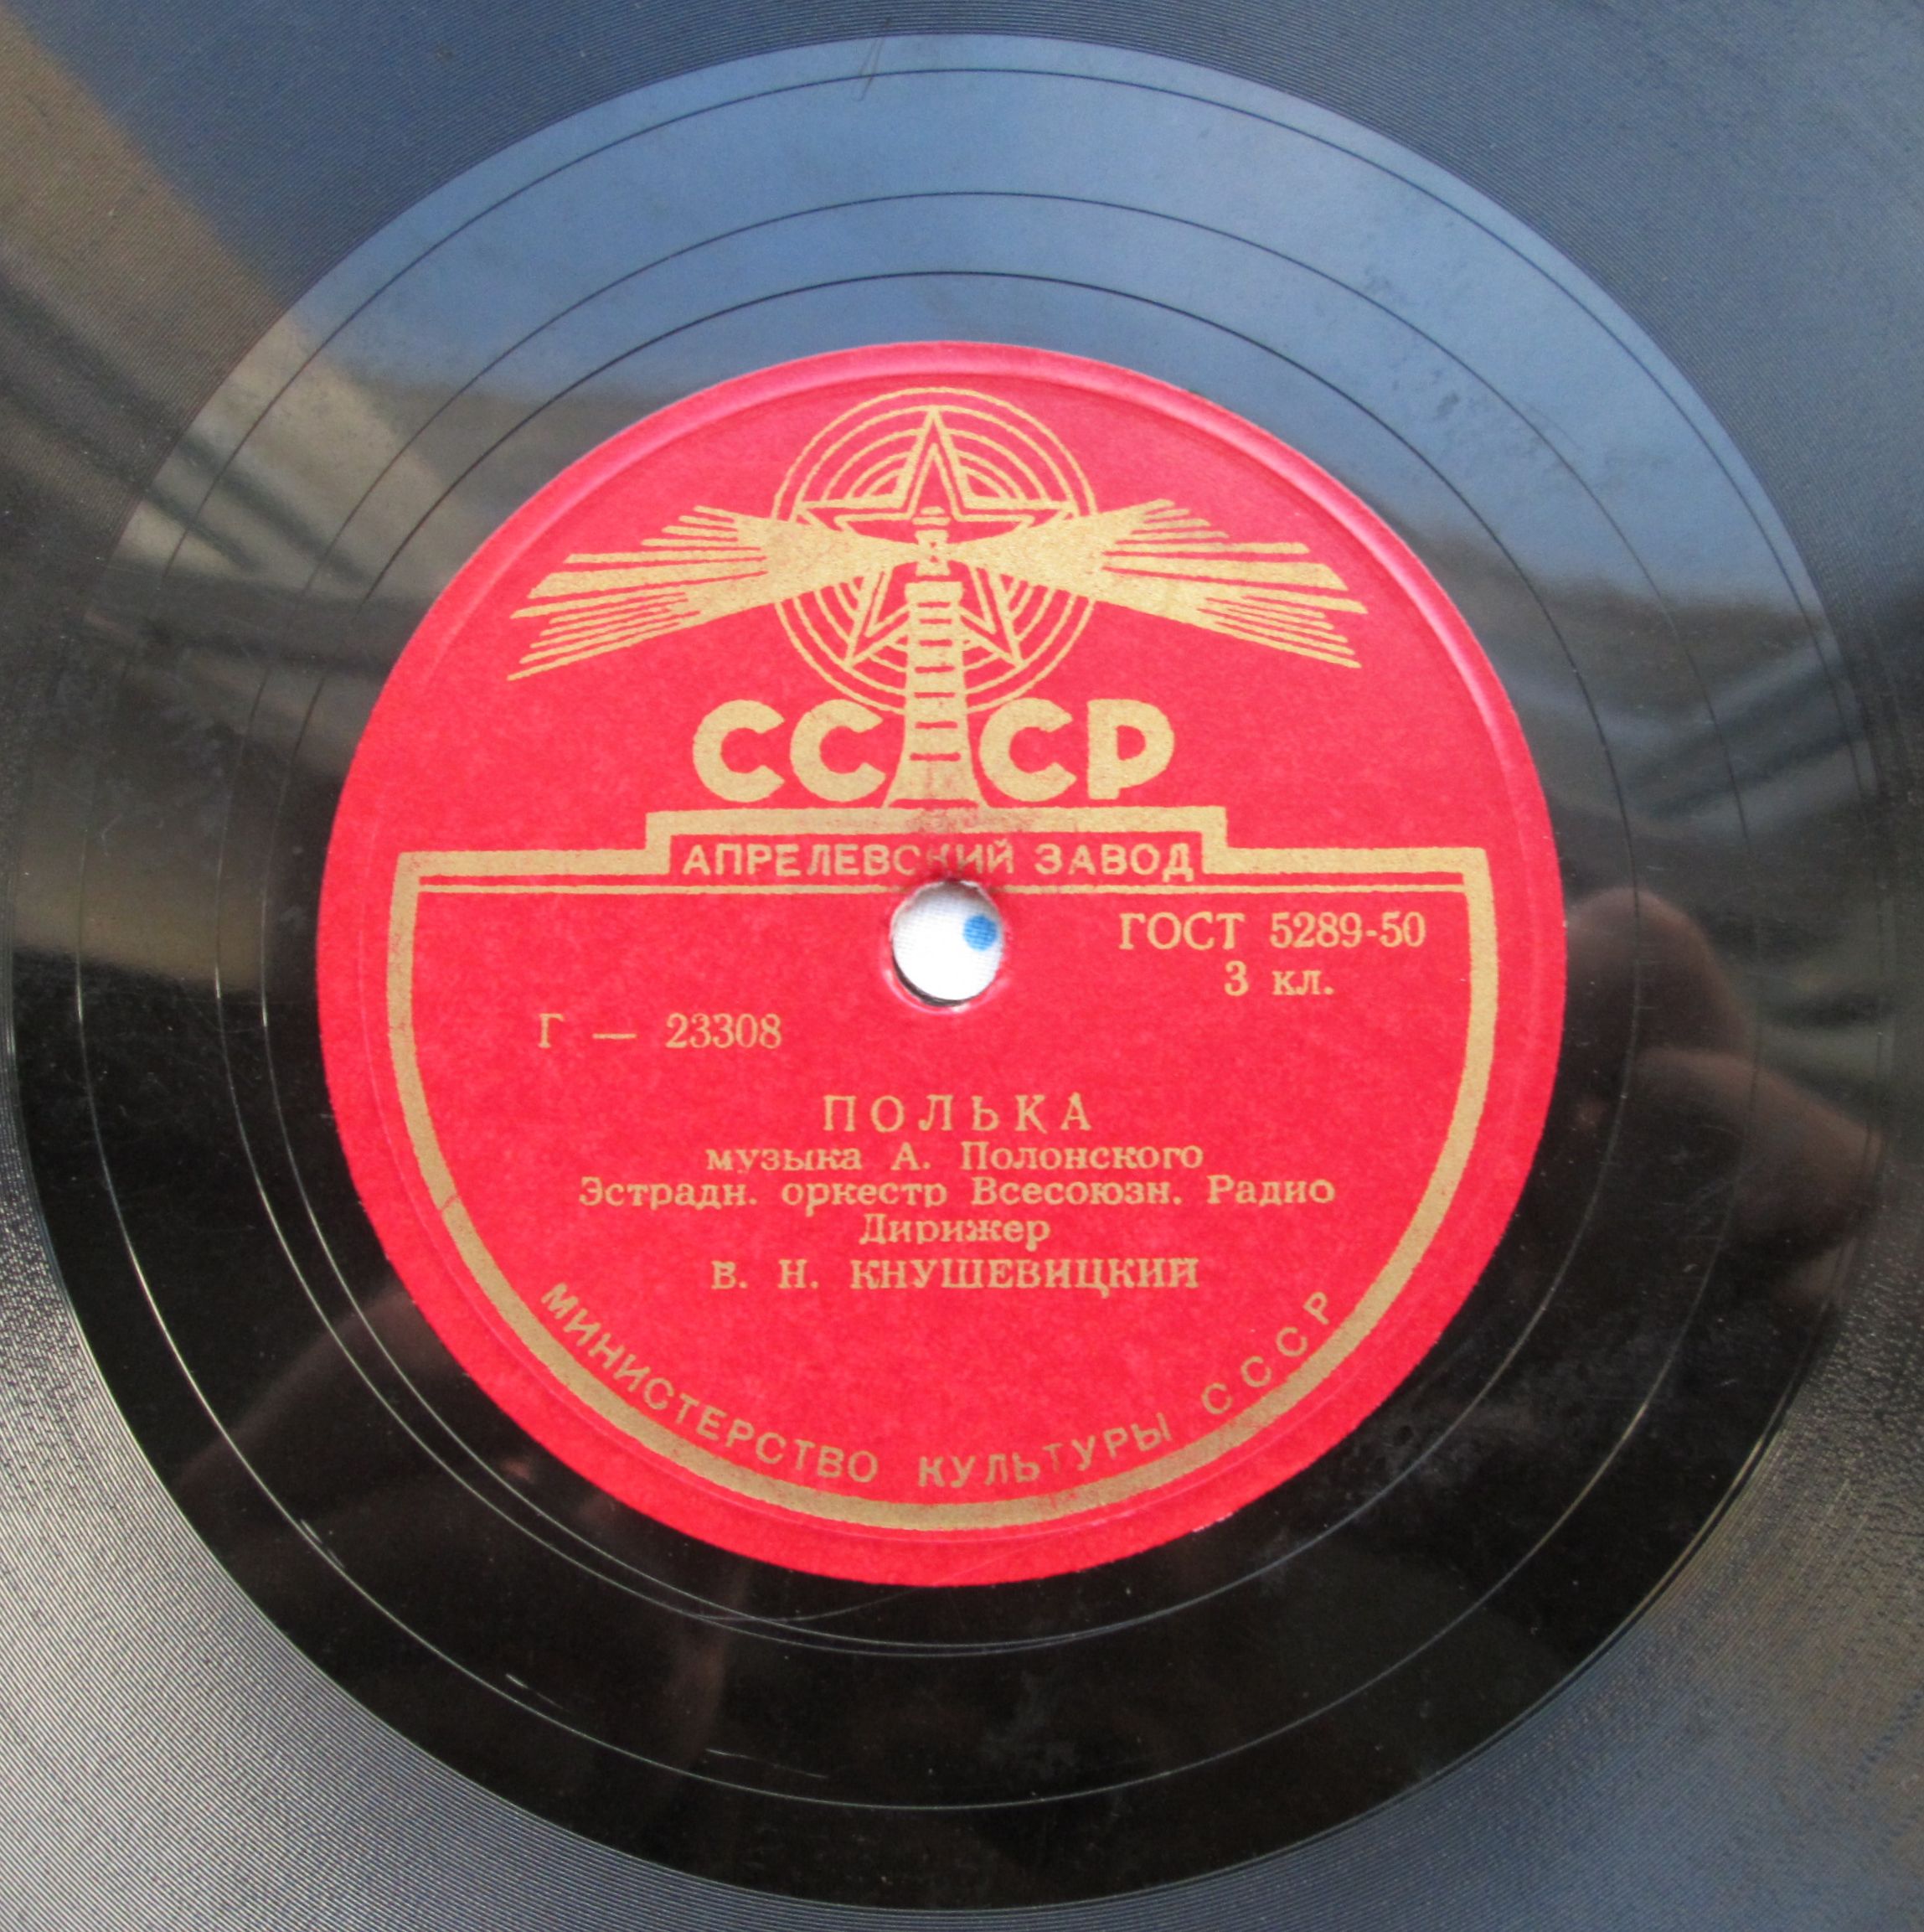 СССР
АПРЕЛЕВСКИЙ ЗАВОД
ГОСТ 5289-50
3 кл.
Г — 23308
ПОЛЬКА
музыка А. Полонского
Эстрадн. оркестр Всесоюзн. Радио
Дирижер
В. Н. КНУШЕВИЦКИЙ
МИНИСТЕРСТВО КУЛЬТУРЫ СССР